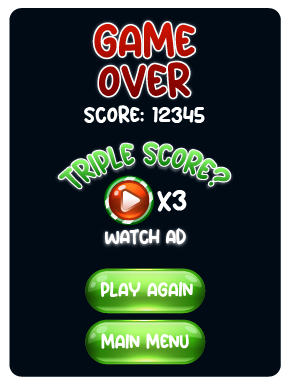 GAME
OVER
SCORE: 12345
TRIPLE SCORE?
X3
WATCH AD
PLAY AGAIN
MAIN MENU